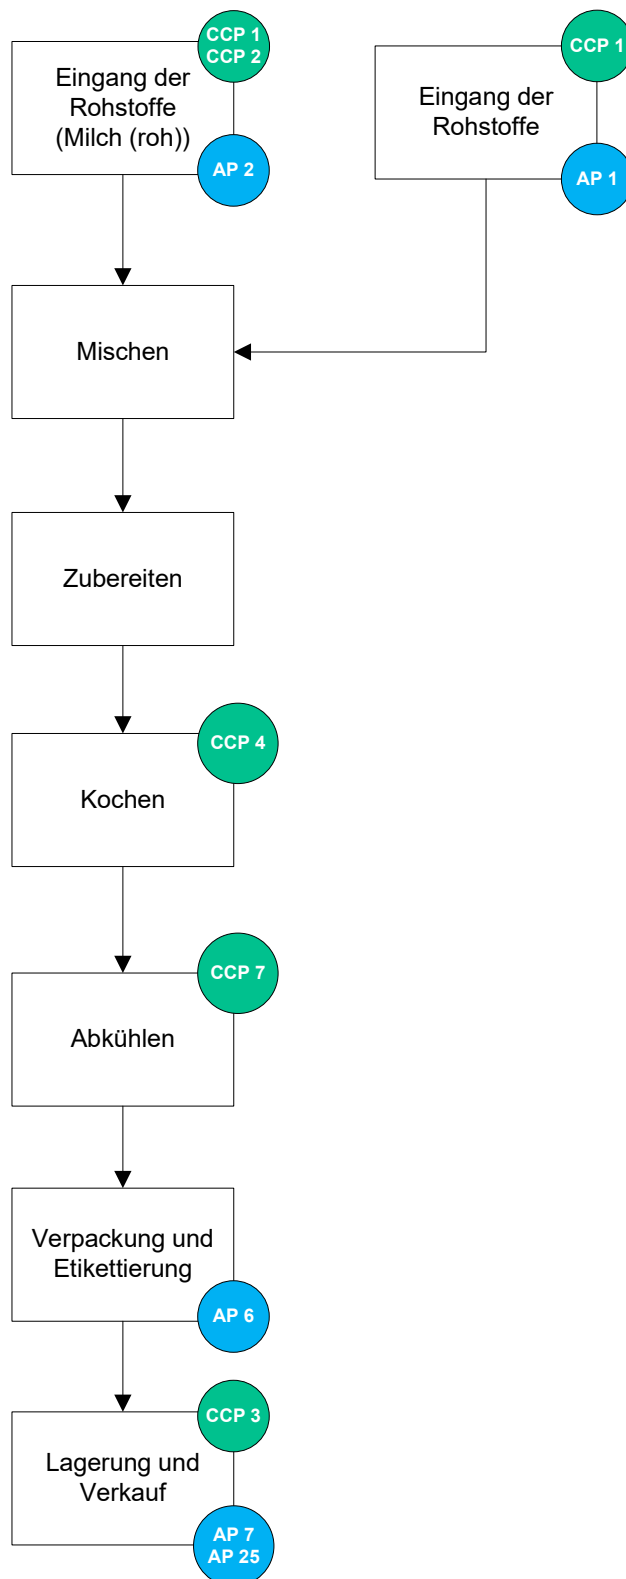 CCP 1
CCP 2
Eingang der
Rohstoffe
(Milch (roh))
AP 2
CCP 1
Eingang der
Rohstoffe
AP 1
Mischen
Zubereiten
CCP 4
Kochen
CCP 7
Abkühlen
Verpackung und
Etikettierung
AP 6
CCP 3
Lagerung und
Verkauf
AP 7
AP 25